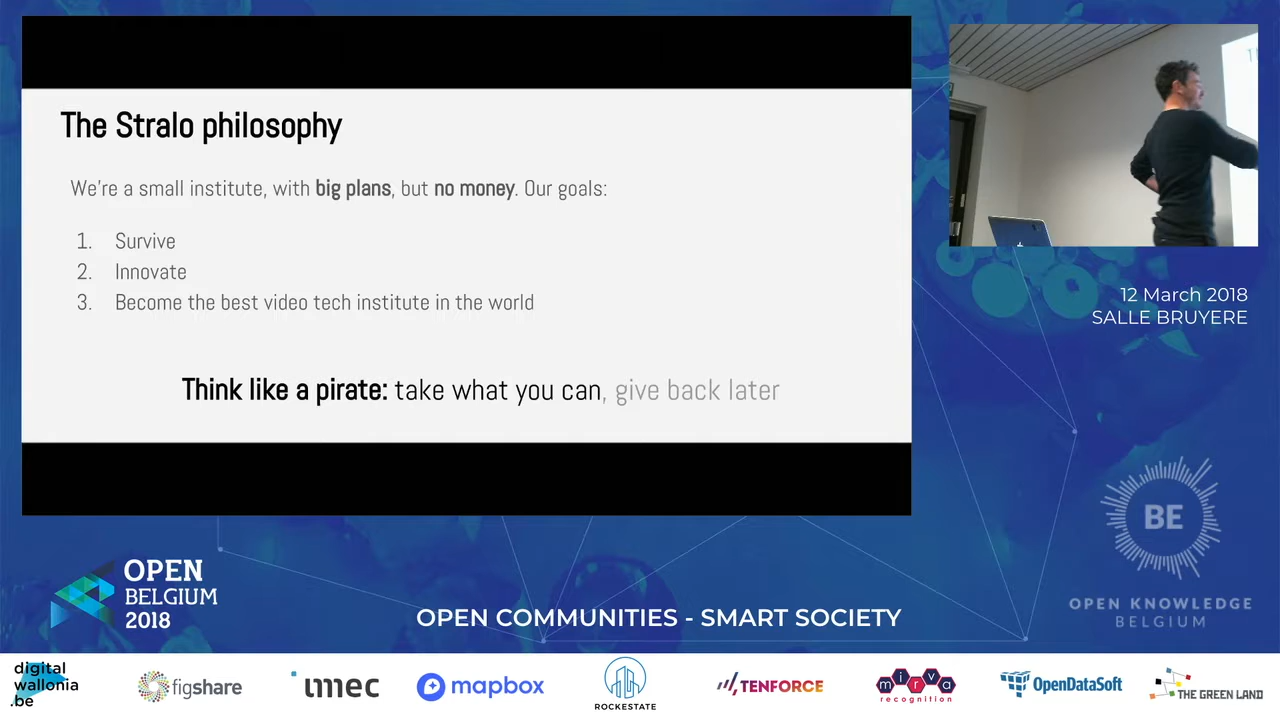 The Stralo philosophy
We're a small institute, with big plans, but no money. Our goals:
1. Survive
2. Innovate
3. Become the best video tech institute in the world
Think like a pirate: take what you can, give back later
12 March 2018
SALLE BRUYERE
BE
OPEN KNOWLEDGE
BELGIUM
OPEN
BELGIUM
2018
OPEN COMMUNITIES - SMART SOCIETY
digital
wallonia
.be
figshare
imec
mapbox
ROCKESTATE
TENFORCE
mirva
recognition
OpenDataSoft
THE GREEN LAND